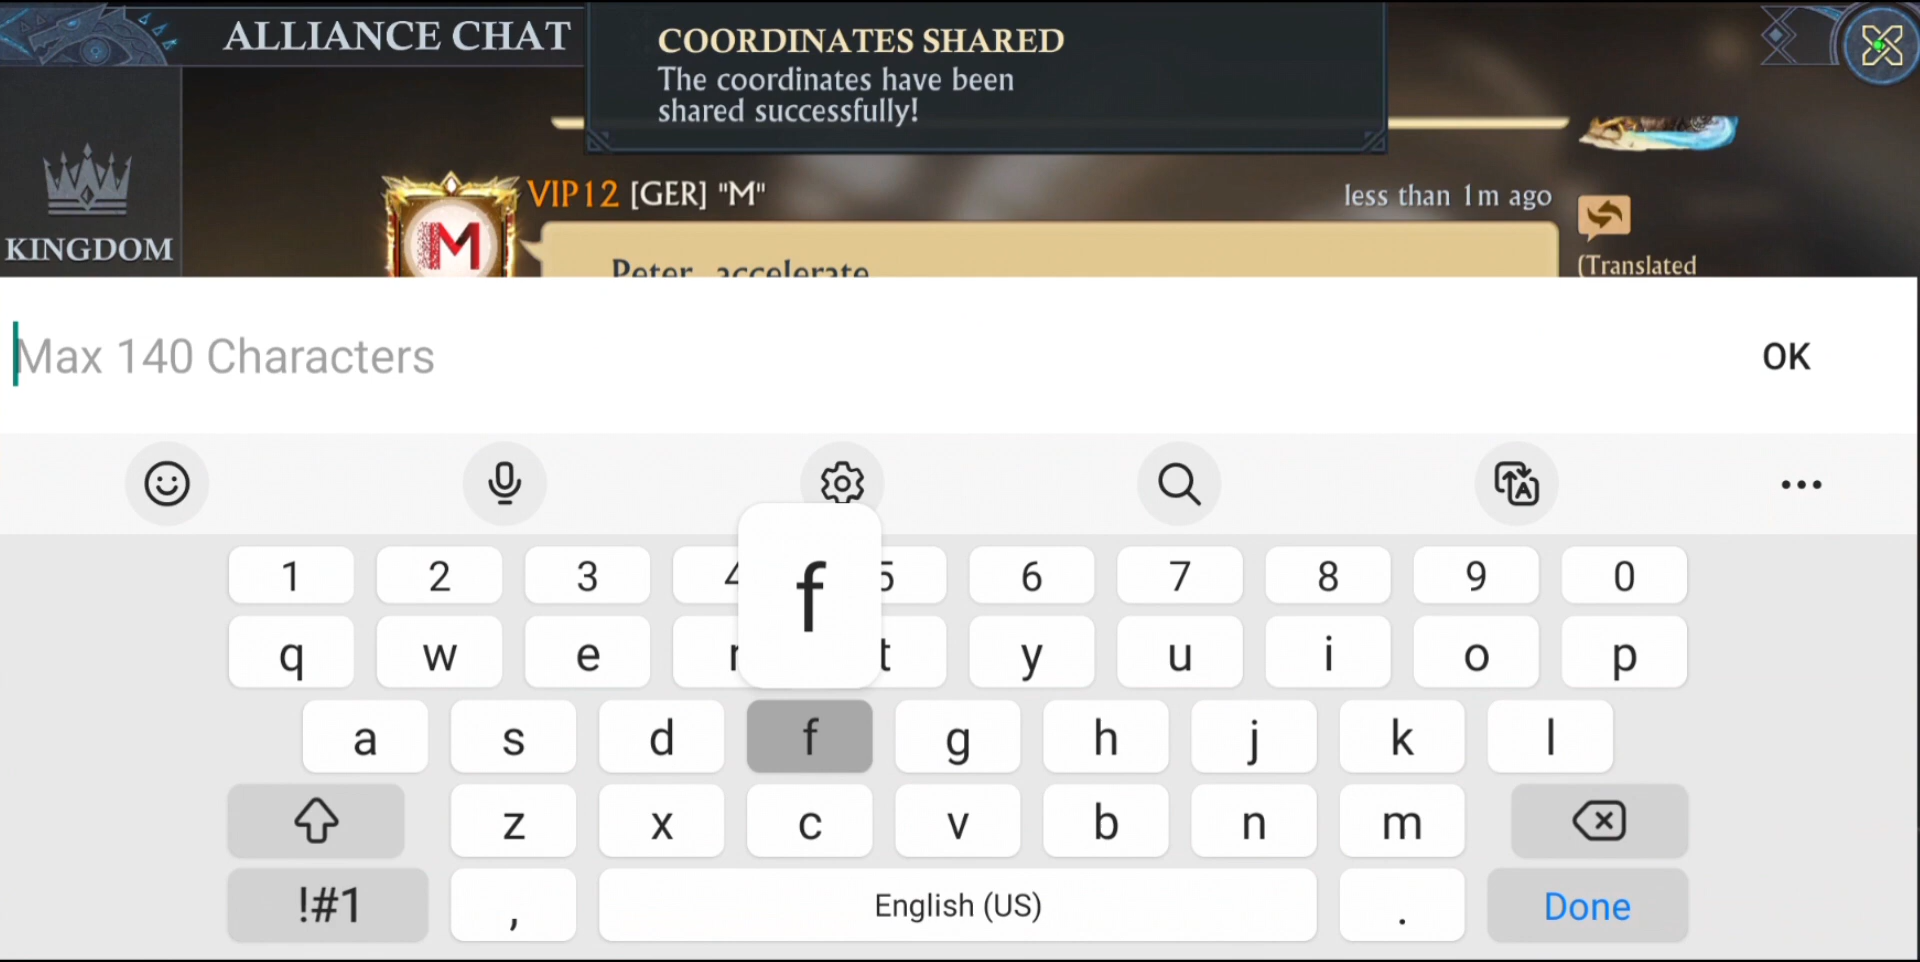 ALLIANCE CHAT
COORDINATES SHARED
The coordinates have been
shared successfully!
KINGDOM
M
VIP12 [GER] "M"
less than 1m ago
Peter, accelerate
(Translated
Max 140 Characters
OK
f
1 2 3 4 5 6 7 8 9 0
q w e r t y u i o p
a s d f g h j k l
z x c v b n m
!#1 , English (US) . Done